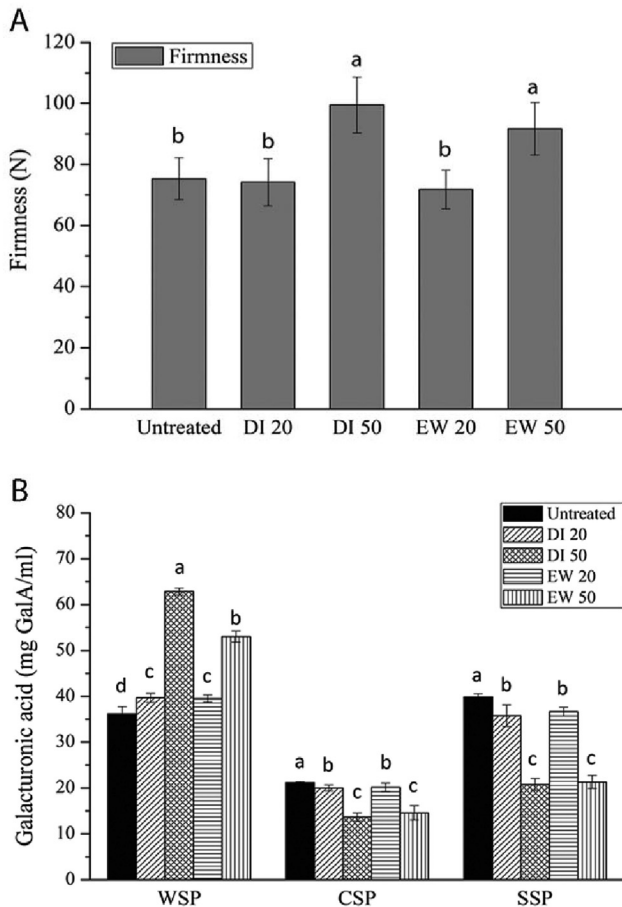 A
Firmness
120
100
80
60
40
20
0
Firmness (N)
b
b
a
b
a
Untreated
DI 20
DI 50
EW 20
EW 50
B
Untreated
DI 20
DI 50
EW 20
EW 50
80
70
60
50
40
30
20
10
0
Galacturonic acid (mg GalA/ml)
d
c
a
c
b
a
b
c
b
c
a
b
c
b
c
WSP
CSP
SSP